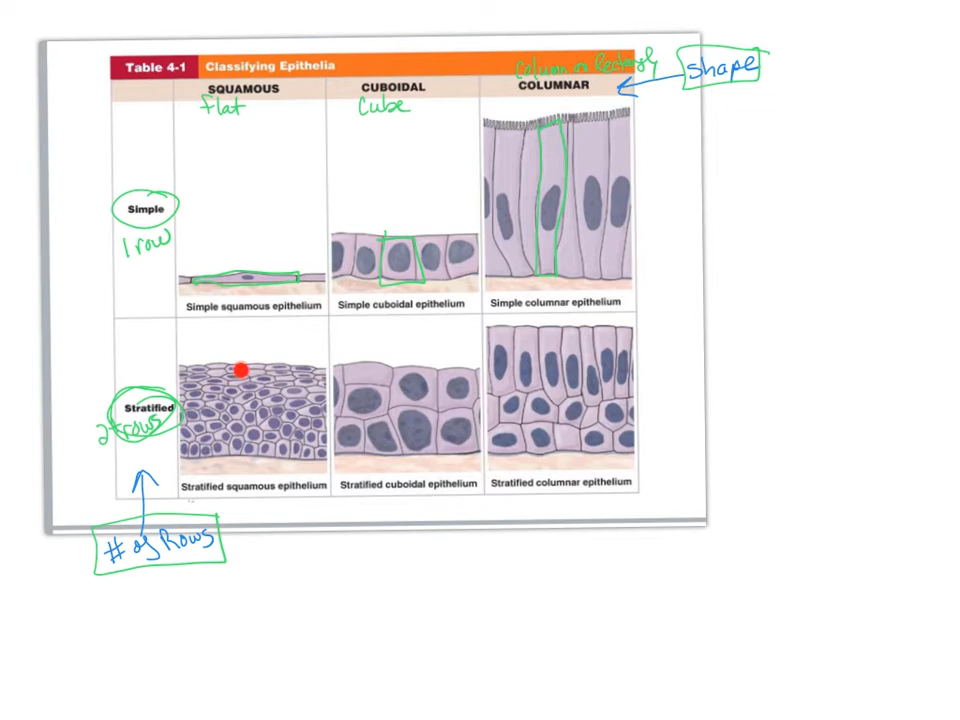 Table 4-1 Classifying Epithelia
Column or Rectangle
shape
SQUAMOUS CUBOIDAL COLUMNAR
flat Cube
Simple
1 row
Simple squamous epithelium Simple cuboidal epithelium Simple columnar epithelium
Stratified
2+ rows
Stratified squamous epithelium Stratified cuboidal epithelium Stratified columnar epithelium
# of Rows